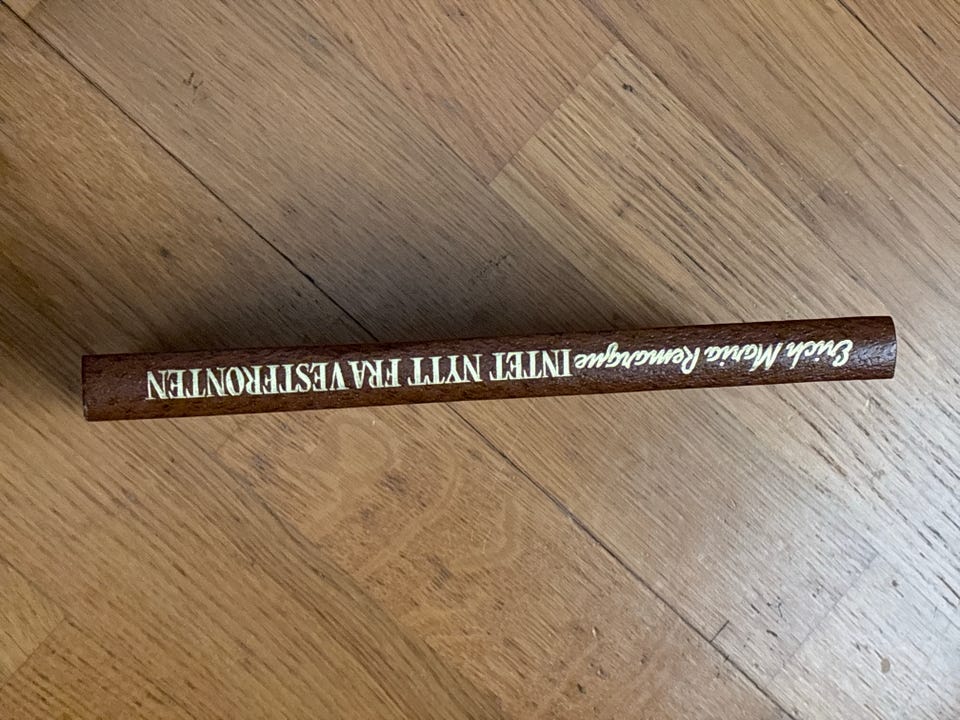 Erich Maria Remarque INTET NYTT FRA VESTFRONTEN